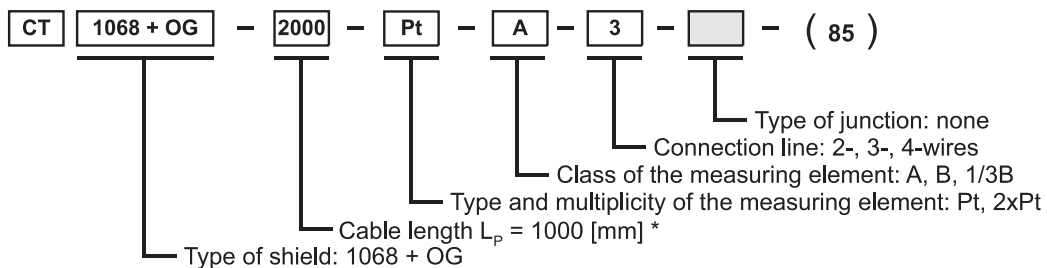 CT 1068 + OG – 2000 – Pt – A – 3 – – ( 85 )
Type of junction: none
Connection line: 2-, 3-, 4-wires
Class of the measuring element: A, B, 1/3B
Type and multiplicity of the measuring element: Pt, 2xPt
Cable length LP = 1000 [mm] *
Type of shield: 1068 + OG